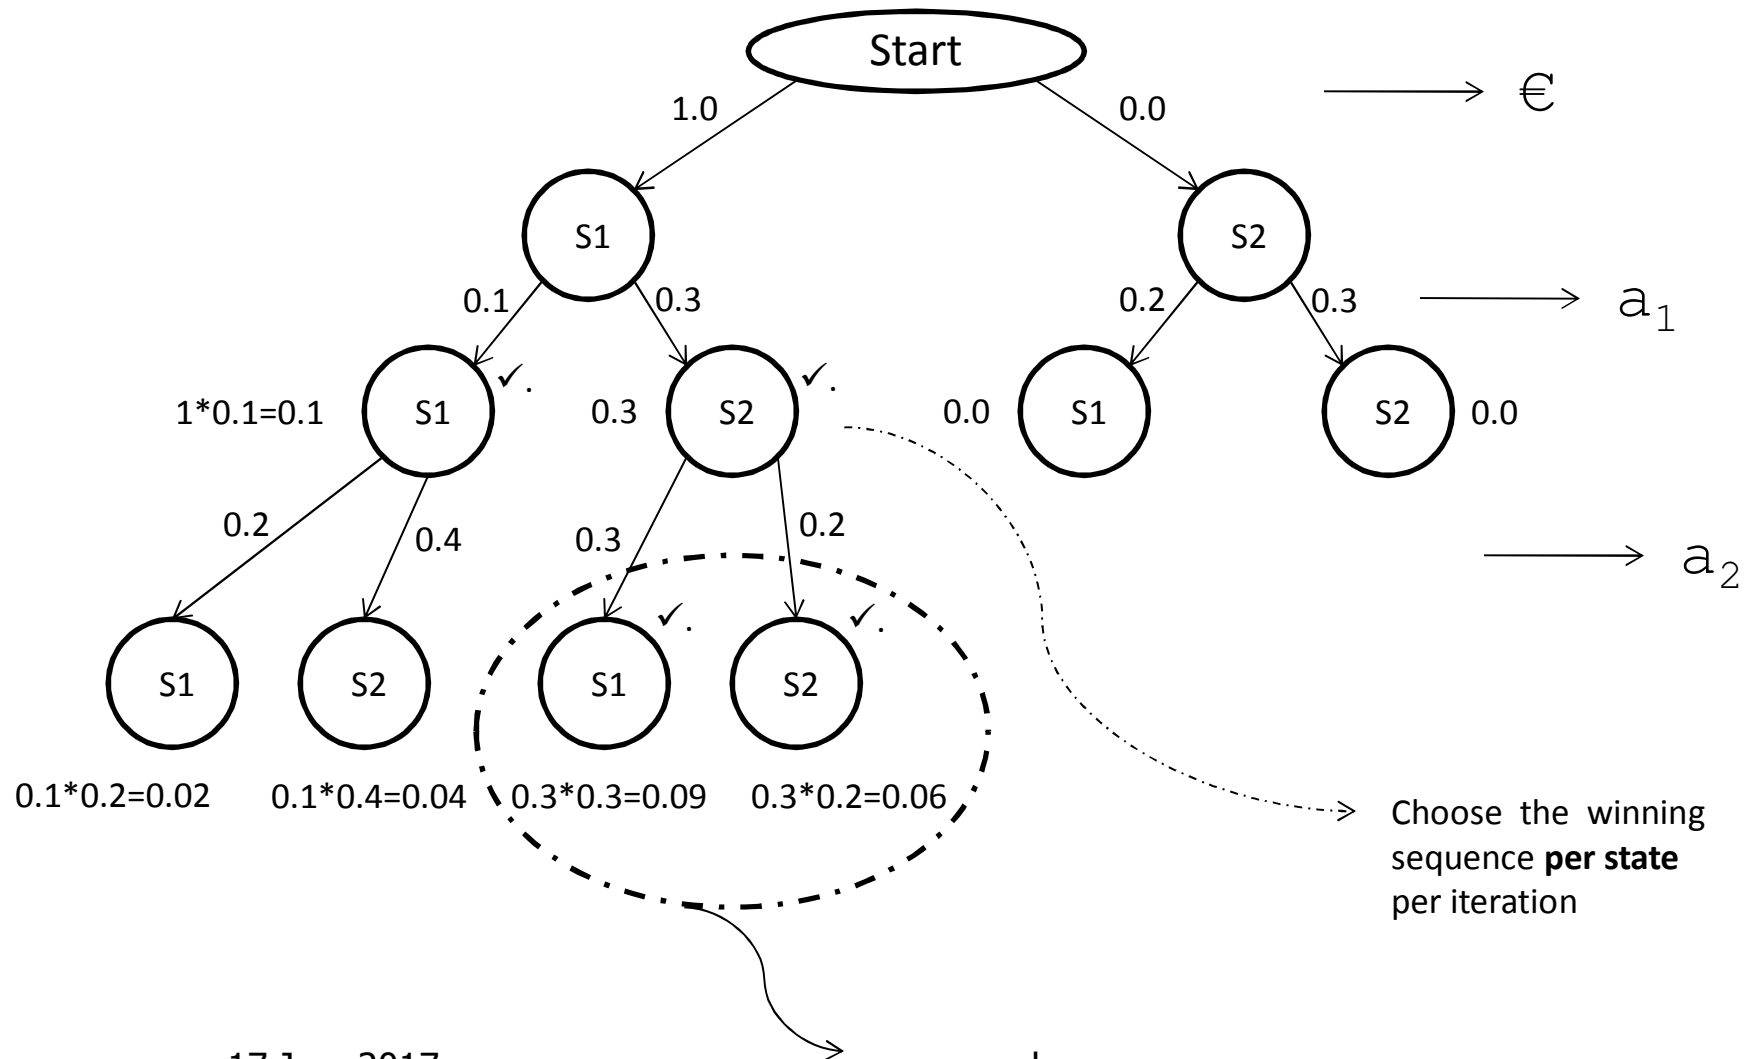 Start
1.0
0.0
€
S1
S2
0.1
0.3
0.2
0.3
a1
1*0.1=0.1
S1
✓.
0.3
S2
✓.
0.0
S1
S2
0.0
0.2
0.4
0.3
0.2
a2
S1
S2
S1
✓.
S2
✓.
0.1*0.2=0.02
0.1*0.4=0.04
0.3*0.3=0.09
0.3*0.2=0.06
Choose the winning
sequence per state
per iteration
2017